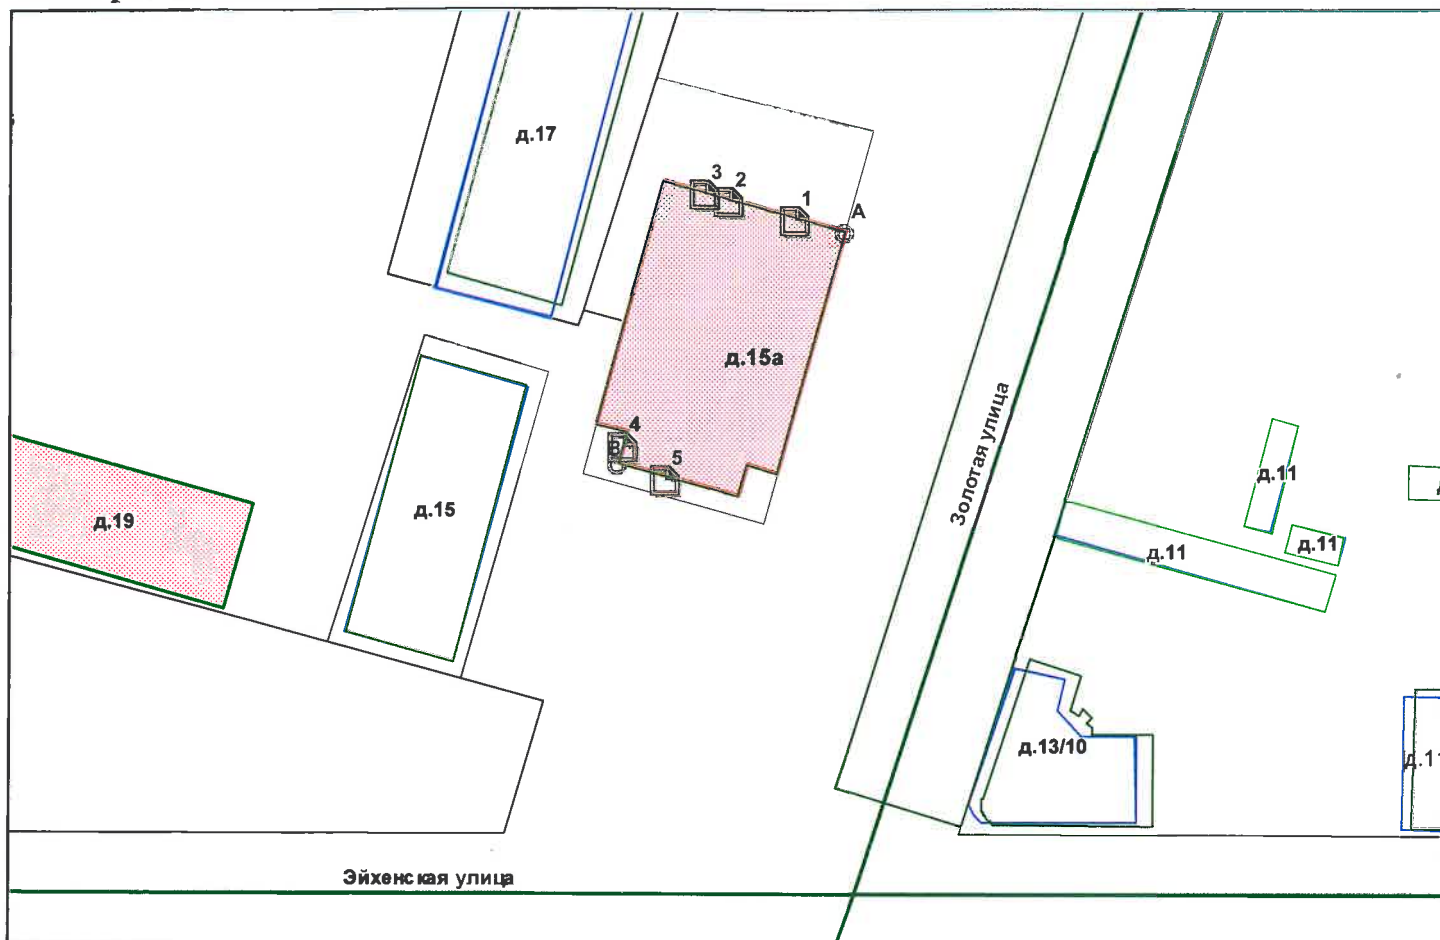 д.17
3
2
1
А
д.15а
4
В
5
Золотая улица
д.11
д.19
д.15
д.11
д.11
д.13/10
Эйхенская улица